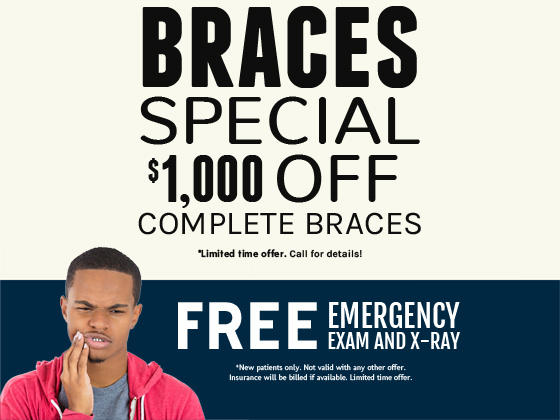 BRACES
SPECIAL
$1,000 OFF
COMPLETE BRACES
*Limited time offer. Call for details!
FREE EMERGENCY
EXAM AND X-RAY
*New patients only. Not valid with any other offer.
Insurance will be billed if available. Limited time offer.